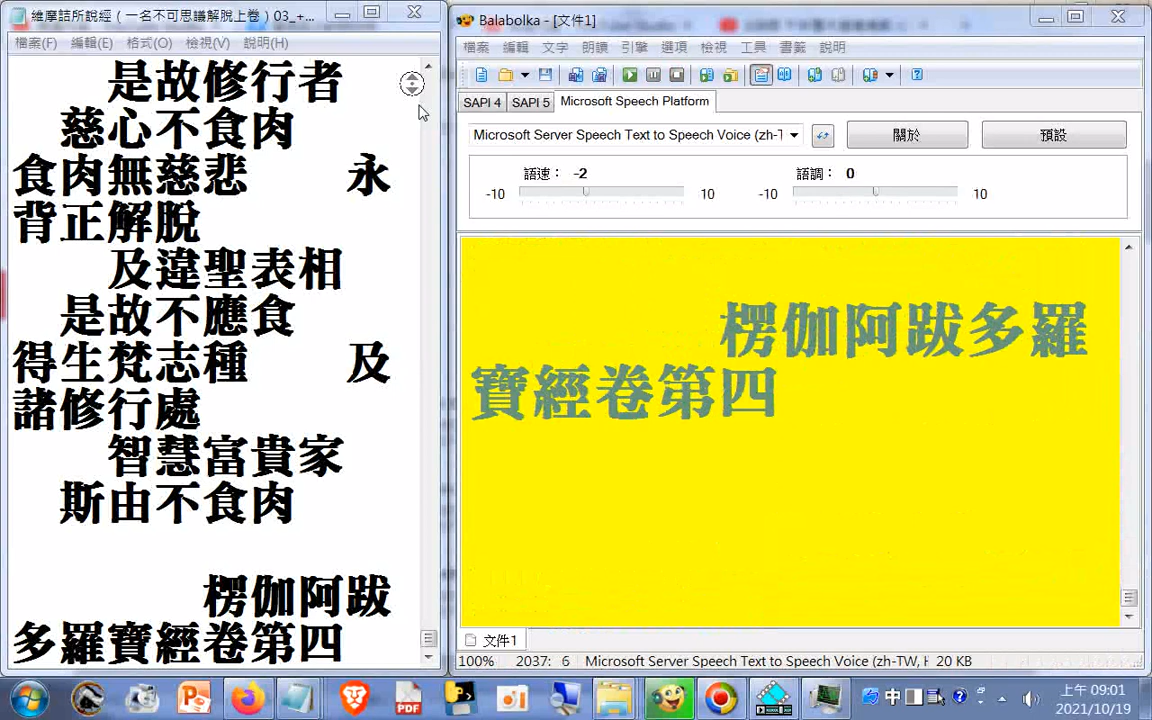 維摩詰所說經（一名不可思議解脫上卷）03_+...
檔案(F) 編輯(E) 格式(O) 檢視(V) 說明(H)
是故修行者
慈心不食肉
食肉無慈悲 永
背正解脫
及違聖表相
是故不應食
得生梵志種 及
諸修行處
智慧富貴家
斯由不食肉
楞伽阿跋
多羅寶經卷第四
Balabolka - [文件1]
檔案 編輯 文字 朗讀 引擎 選項 檢視 工具 書籤 說明
SAPI 4 SAPI 5 Microsoft Speech Platform
Microsoft Server Speech Text to Speech Voice (zh-T 關於 預設
語速： -2 語調： 0
-10 10 -10 10
楞伽阿跋多羅
寶經卷第四
文件1
100% 2037: 6 Microsoft Server Speech Text to Speech Voice (zh-TW, H 20 KB
中
上午 09:01
2021/10/19